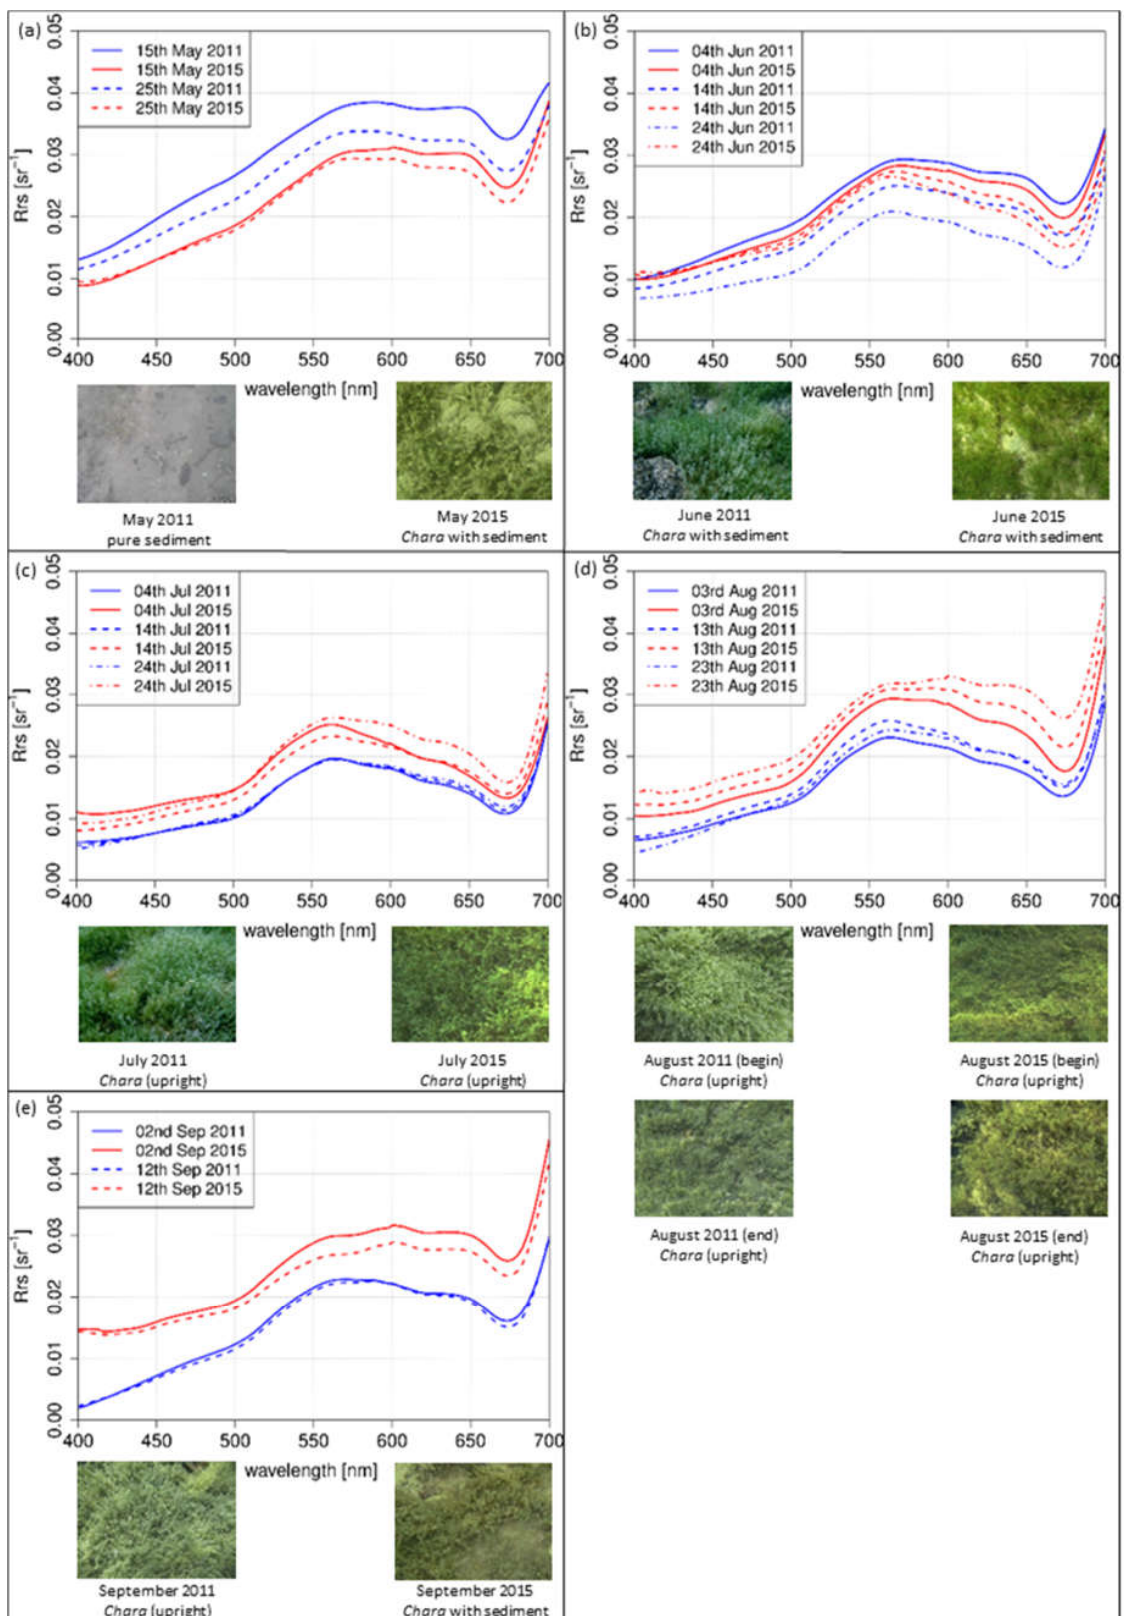 (a)
0.05
15th May 2011
15th May 2015
25th May 2011
25th May 2015
0.04
0.03
0.02
0.01
0.00
Rrs [sr⁻¹]
400 450 500 550 600 650 700
wavelength [nm]
May 2011
pure sediment
May 2015
Chara with sediment
(b)
0.05
04th Jun 2011
04th Jun 2015
14th Jun 2011
14th Jun 2015
24th Jun 2011
24th Jun 2015
0.04
0.03
0.02
0.01
0.00
Rrs [sr⁻¹]
400 450 500 550 600 650 700
wavelength [nm]
June 2011
Chara with sediment
June 2015
Chara with sediment
(c)
0.05
04th Jul 2011
04th Jul 2015
14th Jul 2011
14th Jul 2015
24th Jul 2011
24th Jul 2015
0.04
0.03
0.02
0.01
0.00
Rrs [sr⁻¹]
400 450 500 550 600 650 700
wavelength [nm]
July 2011
Chara (upright)
July 2015
Chara (upright)
(d)
0.05
03rd Aug 2011
03rd Aug 2015
13th Aug 2011
13th Aug 2015
23th Aug 2011
23th Aug 2015
0.04
0.03
0.02
0.01
0.00
Rrs [sr⁻¹]
400 450 500 550 600 650 700
wavelength [nm]
August 2011 (begin)
Chara (upright)
August 2015 (begin)
Chara (upright)
August 2011 (end)
Chara (upright)
August 2015 (end)
Chara (upright)
(e)
0.05
02nd Sep 2011
02nd Sep 2015
12th Sep 2011
12th Sep 2015
0.04
0.03
0.02
0.01
0.00
Rrs [sr⁻¹]
400 450 500 550 600 650 700
wavelength [nm]
September 2011
Chara (upright)
September 2015
Chara with sediment